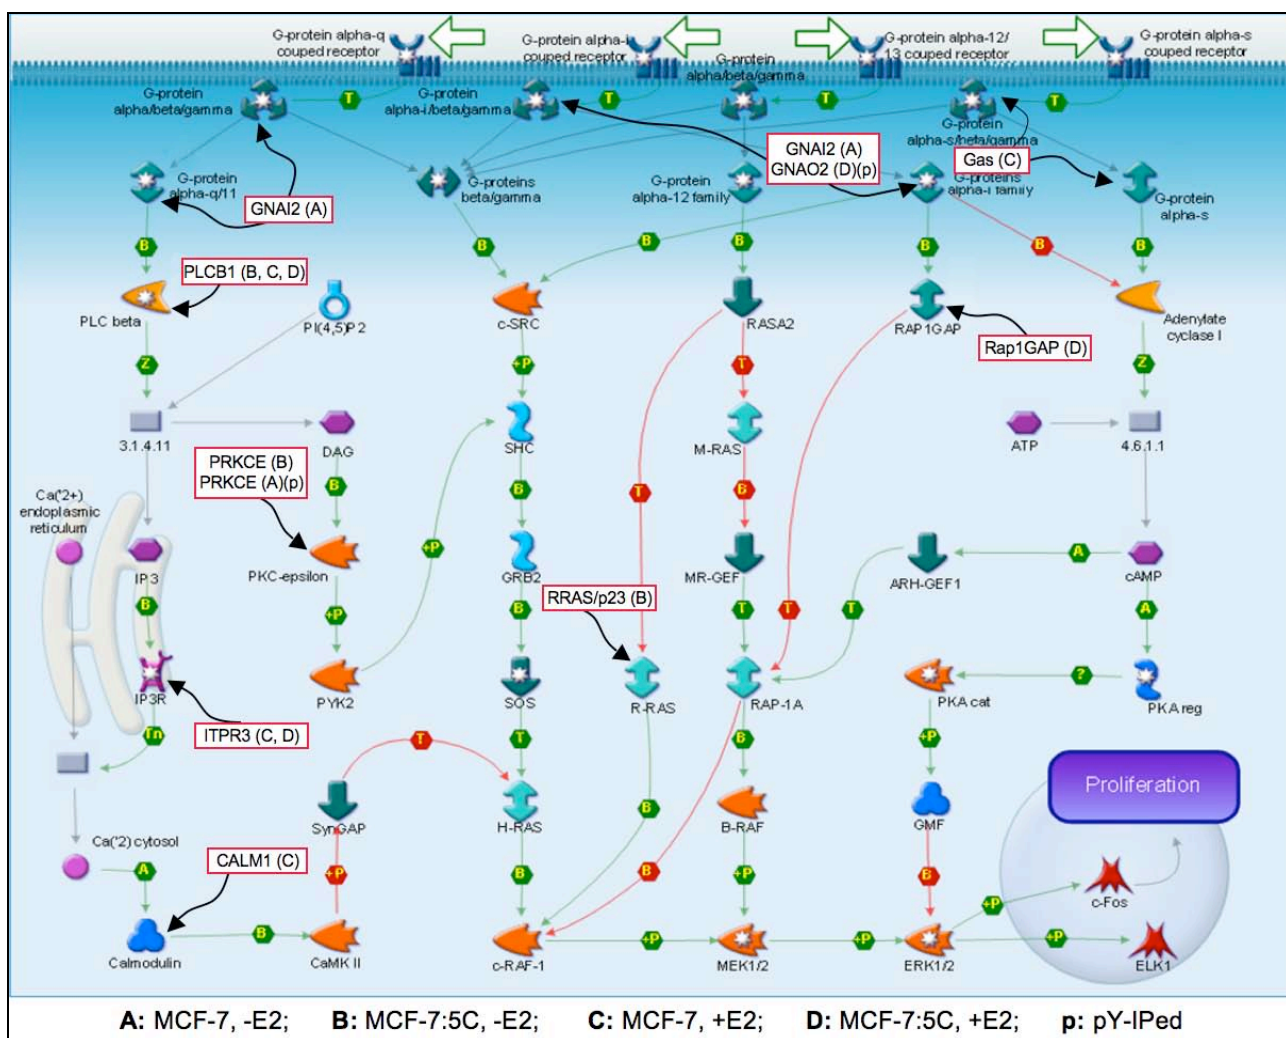 G-protein alpha-q
couped receptor
G-protein alpha-i
couped receptor
G-protein alpha-12/
13 couped receptor
G-protein alpha-s
couped receptor
G-protein
alpha/beta/gamma
T
G-protein
alpha-i/beta/gamma
T
G-protein
alpha/beta/gamma
T
G-protein
alpha-s/beta/gamma
T
GNAI2 (A)
GNAO2 (D)(p)
Gas (C)
G-protein
alpha-q/11
GNAI2 (A)
G-proteins
beta/gamma
G-protein
alpha-12 family
G-proteins
alpha-i family
G-protein
alpha-s
B
B
B
B
B
B
B
PLCB1 (B, C, D)
PLC beta
PI(4,5)P2
c-SRC
RASA2
RAP1GAP
Rap1GAP (D)
Adenylate
cyclase I
Z
+P
T
Z
3.1.4.11
DAG
SHC
M-RAS
ATP
4.6.1.1
PRKCE (B)
PRKCE (A)(p)
Ca(*2+)
endoplasmic
reticulum
B
B
T
B
IP3
PKC-epsilon
+P
GRB2
MR-GEF
ARH-GEF1
A
cAMP
B
+P
B
RRAS/p23 (B)
T
T
T
A
IP3R
PYK2
SOS
R-RAS
RAP-1A
PKA cat
?
PKA reg
ITPR3 (C, D)
Tn
T
T
B
+P
SynGAP
H-RAS
B-RAF
GMF
Proliferation
Ca(*2) cytosol
CALM1 (C)
A
+P
B
B
B
+P
B
+P
c-Fos
Calmodulin
B
CaMK II
c-RAF-1
+P
MEK1/2
+P
ERK1/2
+P
ELK1
A: MCF-7, -E2; B: MCF-7:5C, -E2; C: MCF-7, +E2; D: MCF-7:5C, +E2; p: pY-IPed